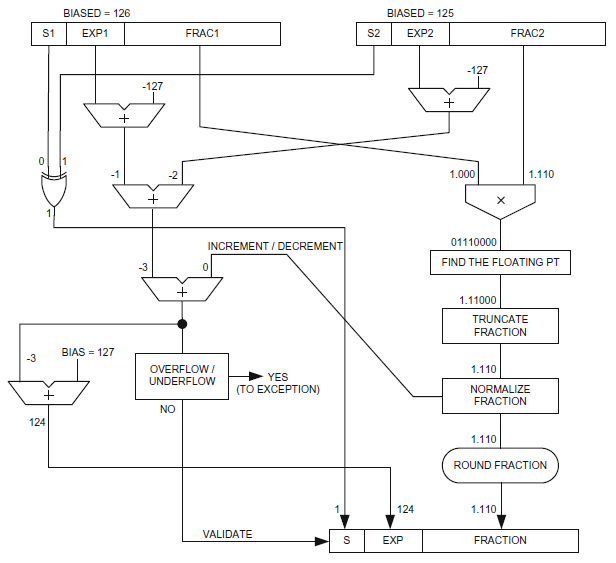 BIASED = 126
BIASED = 125
S1
EXP1
FRAC1
S2
EXP2
FRAC2
-127
+
-127
+
0
1
-1
-2
+
1.000
1.110
×
1
01110000
INCREMENT / DECREMENT
FIND THE FLOATING PT
-3
0
+
1.11000
TRUNCATE
FRACTION
-3
BIAS = 127
+
OVERFLOW /
UNDERFLOW
YES
(TO EXCEPTION)
1.110
NORMALIZE
FRACTION
NO
124
1.110
ROUND FRACTION
1
124
1.110
VALIDATE
S
EXP
FRACTION